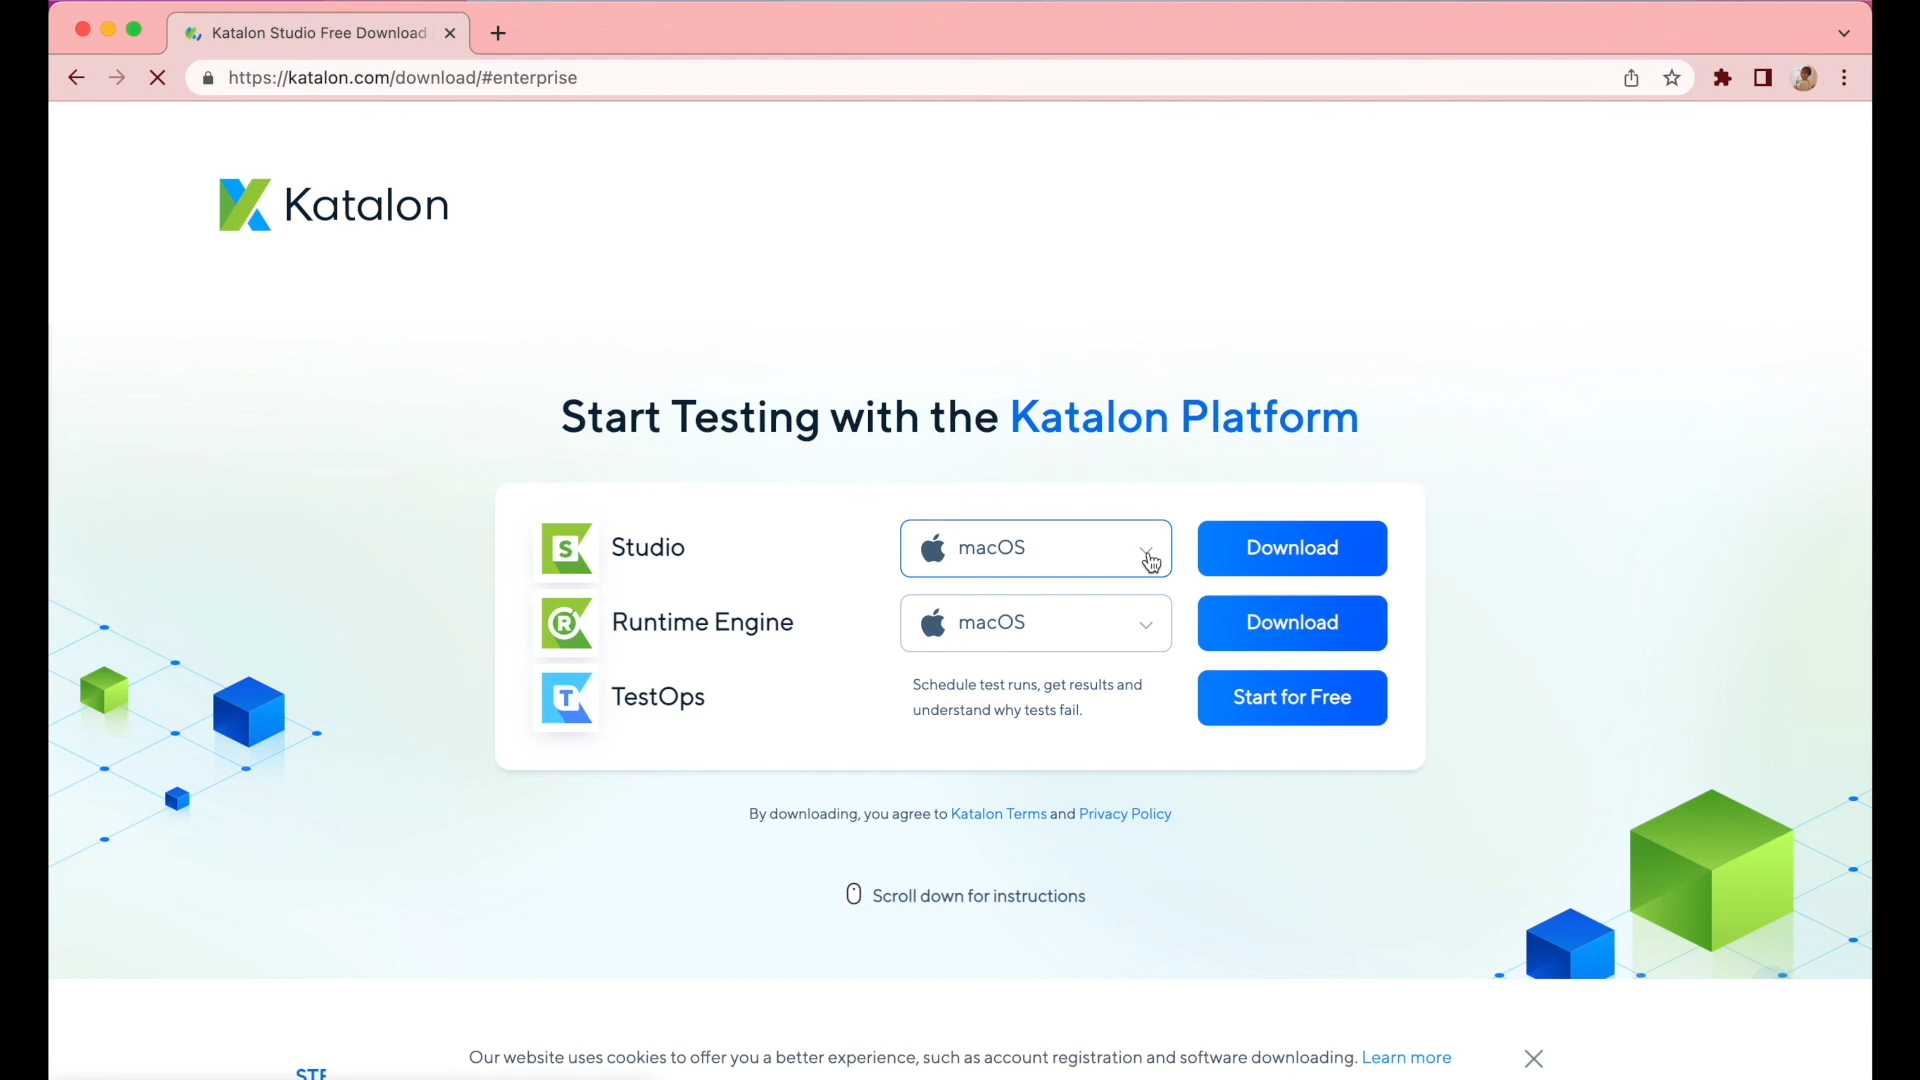 Katalon Studio Free Download
https://katalon.com/download/#enterprise
Katalon
Start Testing with the Katalon Platform
S
Studio
macOS
Download
R
Runtime Engine
macOS
Download
T
TestOps
Schedule test runs, get results and
understand why tests fail.
Start for Free
By downloading, you agree to Katalon Terms and Privacy Policy
Scroll down for instructions
Our website uses cookies to offer you a better experience, such as account registration and software downloading. Learn more